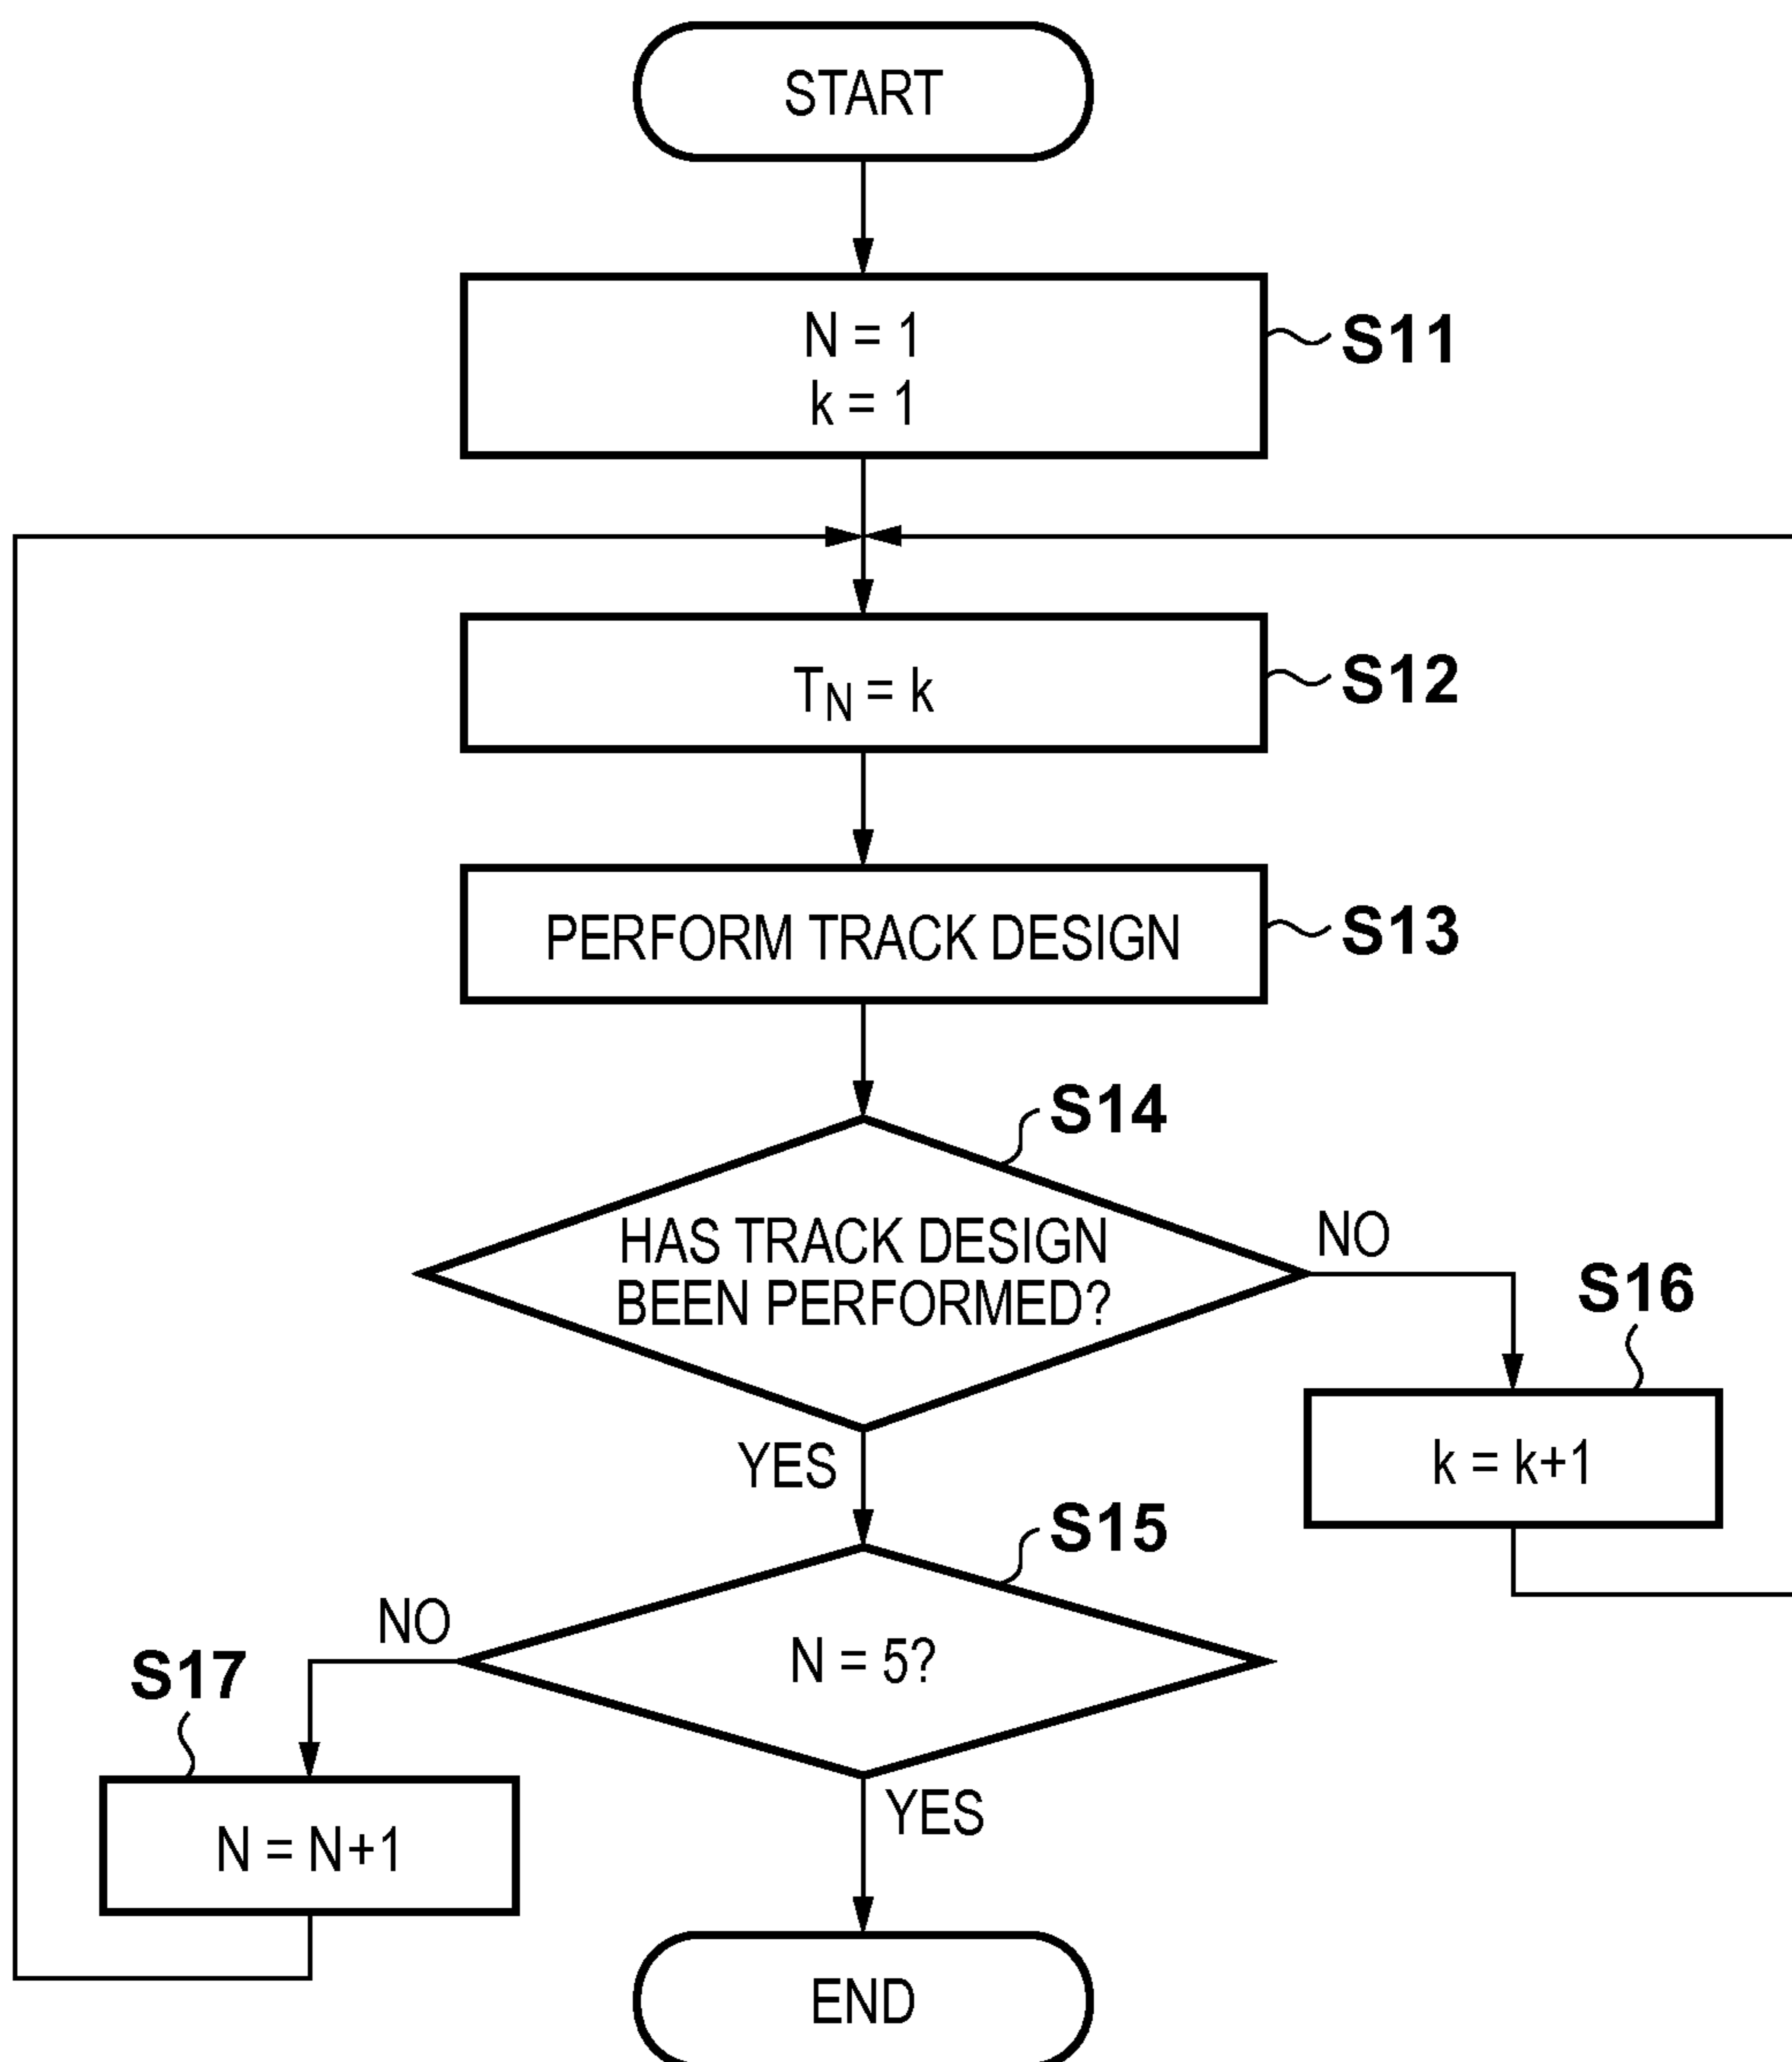 START
N = 1
k = 1
S11
TN = k
S12
PERFORM TRACK DESIGN
S13
S14
HAS TRACK DESIGN
BEEN PERFORMED?
NO
S16
k = k+1
YES
S15
N = 5?
NO
S17
N = N+1
YES
END